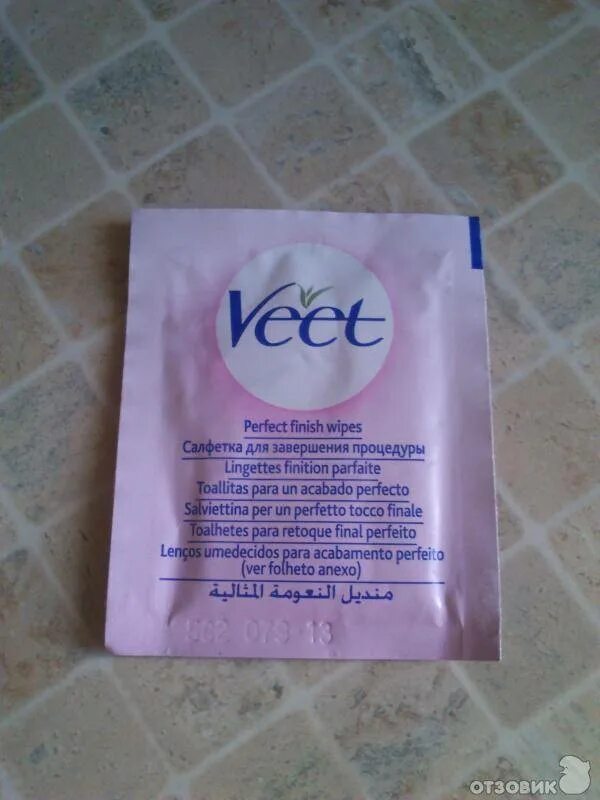 Veet
Perfect finish wipes
Салфетка для завершения процедуры
Lingettes finition parfaite
Toallitas para un acabado perfecto
Salviettina per un perfetto tocco finale
Toalhetes para retoque final perfeito
Lenços umedecidos para acabamento perfeito
(ver folheto anexo)
منديل النعومة المثالية
13
ОТЗОВИК